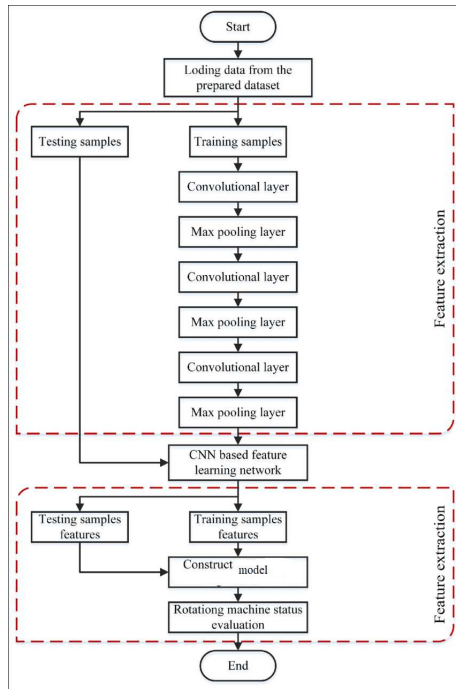 Start
Loding data from the
prepared dataset
Testing samples
Training samples
Convolutional layer
Max pooling layer
Convolutional layer
Max pooling layer
Convolutional layer
Max pooling layer
Feature extraction
CNN based feature
learning network
Testing samples
features
Training samples
features
Construct model
Rotationg machine status
evaluation
Feature extraction
End